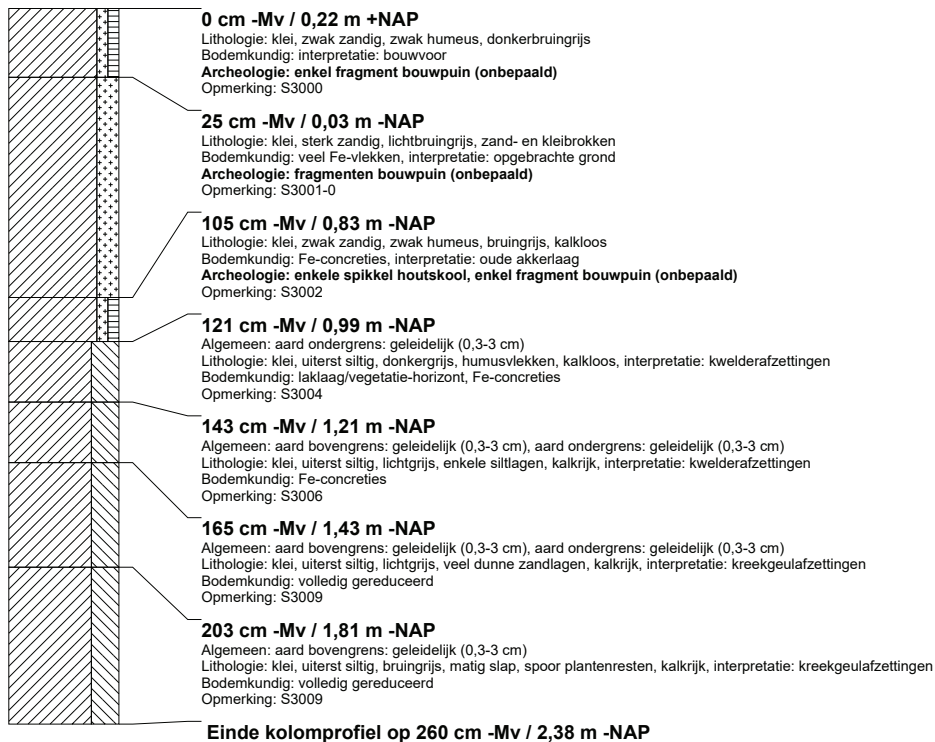 0 cm -Mv / 0,22 m +NAP
Lithologie: klei, zwak zandig, zwak humeus, donkerbruingrijs
Bodemkundig: interpretatie: bouwvoor
Archeologie: enkel fragment bouwpuin (onbepaald)
Opmerking: S3000
25 cm -Mv / 0,03 m -NAP
Lithologie: klei, sterk zandig, lichtbruingrijs, zand- en kleibrokken
Bodemkundig: veel Fe-vlekken, interpretatie: opgebrachte grond
Archeologie: fragmenten bouwpuin (onbepaald)
Opmerking: S3001-0
105 cm -Mv / 0,83 m -NAP
Lithologie: klei, zwak zandig, zwak humeus, bruingrijs, kalkloos
Bodemkundig: Fe-concreties, interpretatie: oude akkerlaag
Archeologie: enkele spikkel houtskool, enkel fragment bouwpuin (onbepaald)
Opmerking: S3002
121 cm -Mv / 0,99 m -NAP
Algemeen: aard ondergrens: geleidelijk (0,3-3 cm)
Lithologie: klei, uiterst siltig, donkergrijs, humusvlekken, kalkloos, interpretatie: kwelderafzettingen
Bodemkundig: laklaag/vegetatie-horizont, Fe-concreties
Opmerking: S3004
143 cm -Mv / 1,21 m -NAP
Algemeen: aard bovengrens: geleidelijk (0,3-3 cm), aard ondergrens: geleidelijk (0,3-3 cm)
Lithologie: klei, uiterst siltig, lichtgrijs, enkele siltlagen, kalkrijk, interpretatie: kwelderafzettingen
Bodemkundig: Fe-concreties
Opmerking: S3006
165 cm -Mv / 1,43 m -NAP
Algemeen: aard bovengrens: geleidelijk (0,3-3 cm), aard ondergrens: geleidelijk (0,3-3 cm)
Lithologie: klei, uiterst siltig, lichtgrijs, veel dunne zandlagen, kalkrijk, interpretatie: kreekgeulafzettingen
Bodemkundig: volledig gereduceerd
Opmerking: S3009
203 cm -Mv / 1,81 m -NAP
Algemeen: aard bovengrens: geleidelijk (0,3-3 cm)
Lithologie: klei, uiterst siltig, bruingrijs, matig slap, spoor plantenresten, kalkrijk, interpretatie: kreekgeulafzettingen
Bodemkundig: volledig gereduceerd
Opmerking: S3009
Einde kolomprofiel op 260 cm -Mv / 2,38 m -NAP